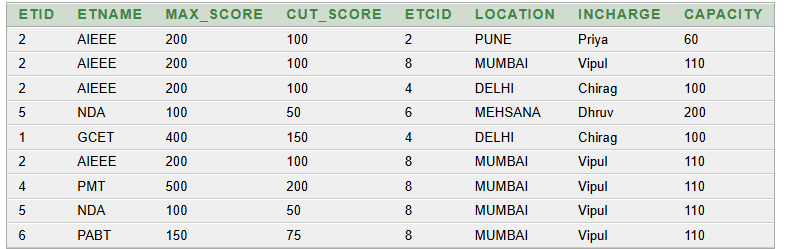 ETID ETNAME MAX_SCORE CUT_SCORE ETCID LOCATION INCHARGE CAPACITY
2 AIEEE 200 100 2 PUNE Priya 60
2 AIEEE 200 100 8 MUMBAI Vipul 110
2 AIEEE 200 100 4 DELHI Chirag 100
5 NDA 100 50 6 MEHSANA Dhruv 200
1 GCET 400 150 4 DELHI Chirag 100
2 AIEEE 200 100 8 MUMBAI Vipul 110
4 PMT 500 200 8 MUMBAI Vipul 110
5 NDA 100 50 8 MUMBAI Vipul 110
6 PABT 150 75 8 MUMBAI Vipul 110